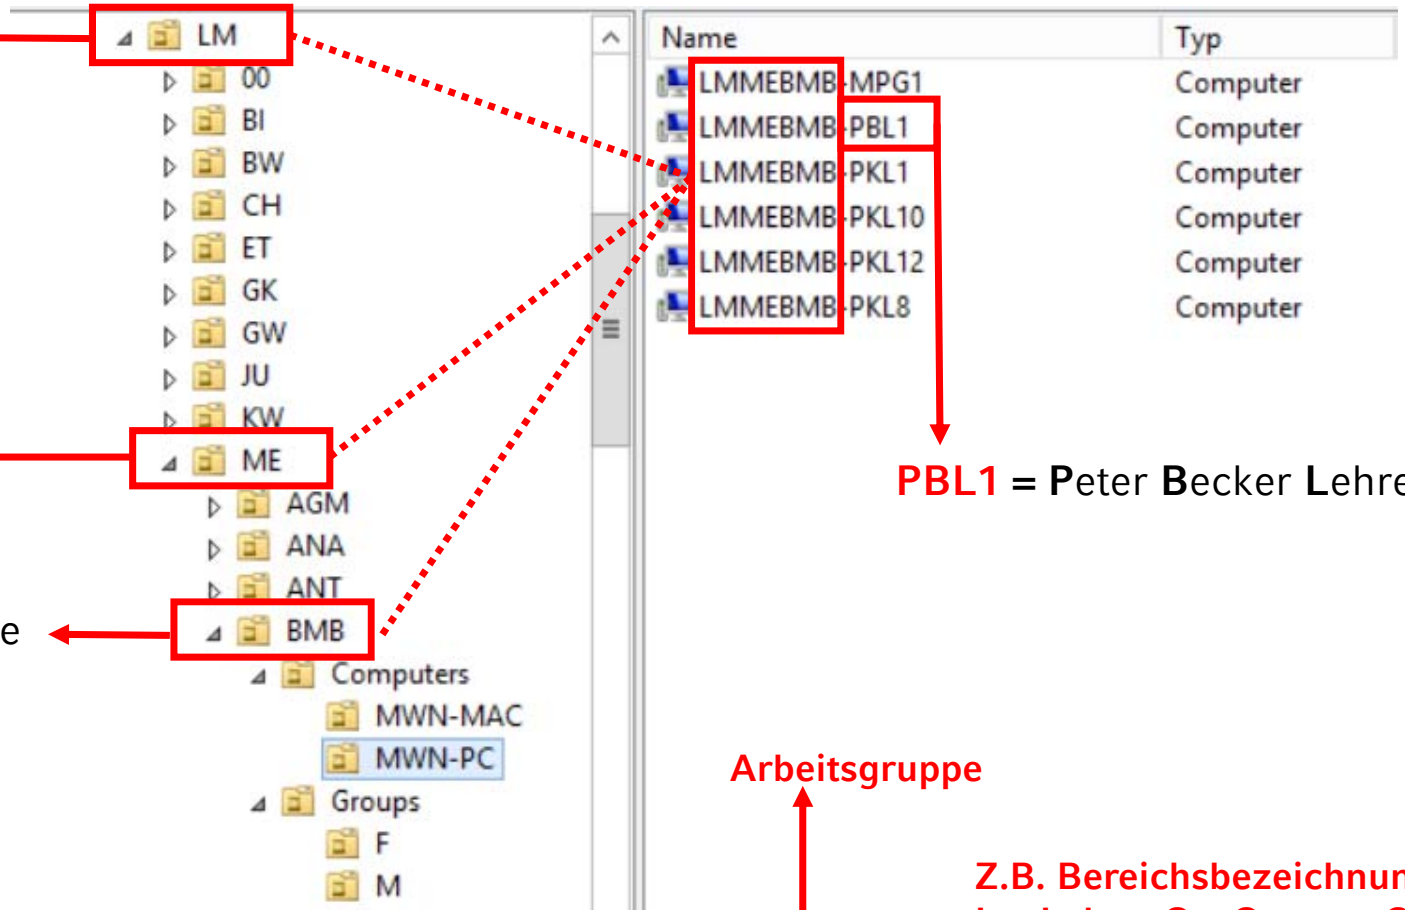 LM
00
BI
BW
CH
ET
GK
GW
JU
KW
ME
AGM
ANA
ANT
BMB
Computers
MWN-MAC
MWN-PC
Groups
F
M
e
Name Typ
LMMEBMB-MPG1 Computer
LMMEBMB-PBL1 Computer
LMMEBMB-PKL1 Computer
LMMEBMB-PKL10 Computer
LMMEBMB-PKL12 Computer
LMMEBMB-PKL8 Computer
PBL1 = Peter Becker Lehre
Arbeitsgruppe
Z.B. Bereichsbezeichnun